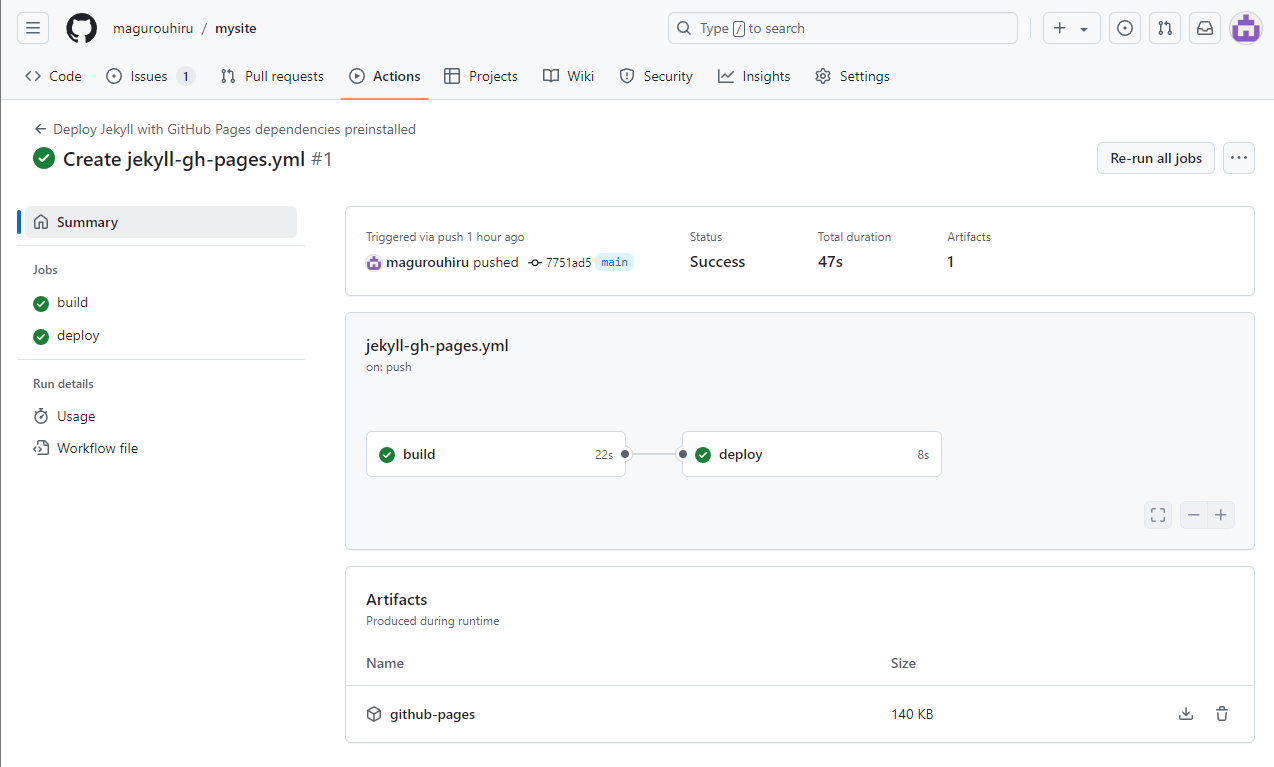 magurouhiru / mysite
Type / to search
Code
Issues 1
Pull requests
Actions
Projects
Wiki
Security
Insights
Settings
Deploy Jekyll with GitHub Pages dependencies preinstalled
Create jekyll-gh-pages.yml #1
Re-run all jobs
Summary
Jobs
build
deploy
Run details
Usage
Workflow file
Triggered via push 1 hour ago
magurouhiru pushed 7751ad5 main
Status
Success
Total duration
47s
Artifacts
1
jekyll-gh-pages.yml
on: push
build 22s
deploy 8s
Artifacts
Produced during runtime
Name Size
github-pages 140 KB